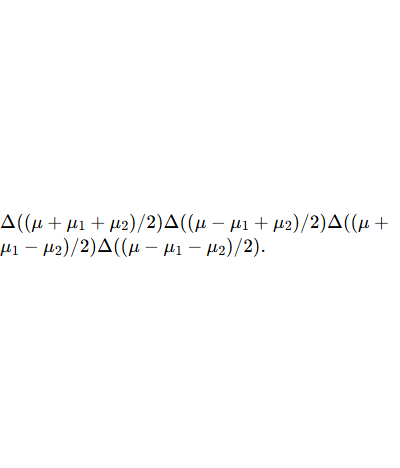 Δ((μ + μ₁ + μ₂)/2)Δ((μ − μ₁ + μ₂)/2)Δ((μ +
μ₁ − μ₂)/2)Δ((μ − μ₁ − μ₂)/2).